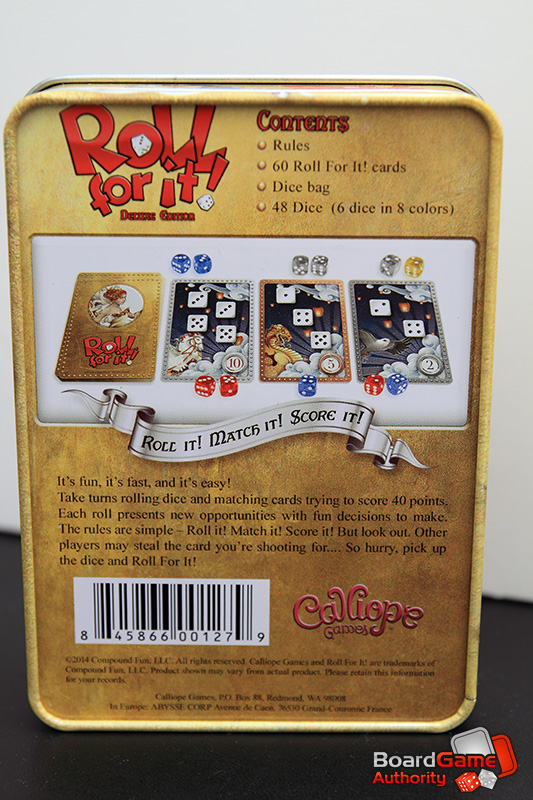 Roll
for it!
Deluxe Edition
Contents
Rules
60 Roll For It! cards
Dice bag
48 Dice (6 dice in 8 colors)
Roll
for it!
10
5
2
Roll it! Match it! Score it!
It's fun, it's fast, and it's easy!
Take turns rolling dice and matching cards trying to score 40 points.
Each roll presents new opportunities with fun decisions to make.
The rules are simple – Roll it! Match it! Score it! But look out. Other
players may steal the card you're shooting for.... So hurry, pick up
the dice and Roll For It!
8 45866 00127 9
Calliope
Games™
©2014 Compound Fun, LLC. All rights reserved. Calliope Games and Roll For It! are trademarks of
Compound Fun, LLC. Product shown may vary from actual product. Please retain this information
for your records.
Calliope Games, P.O. Box 88, Redmond, WA 98008
In Europe: ABYSSE CORP Avenue de Caen, 76530 Grand-Couronne France
BoardGame
Authority